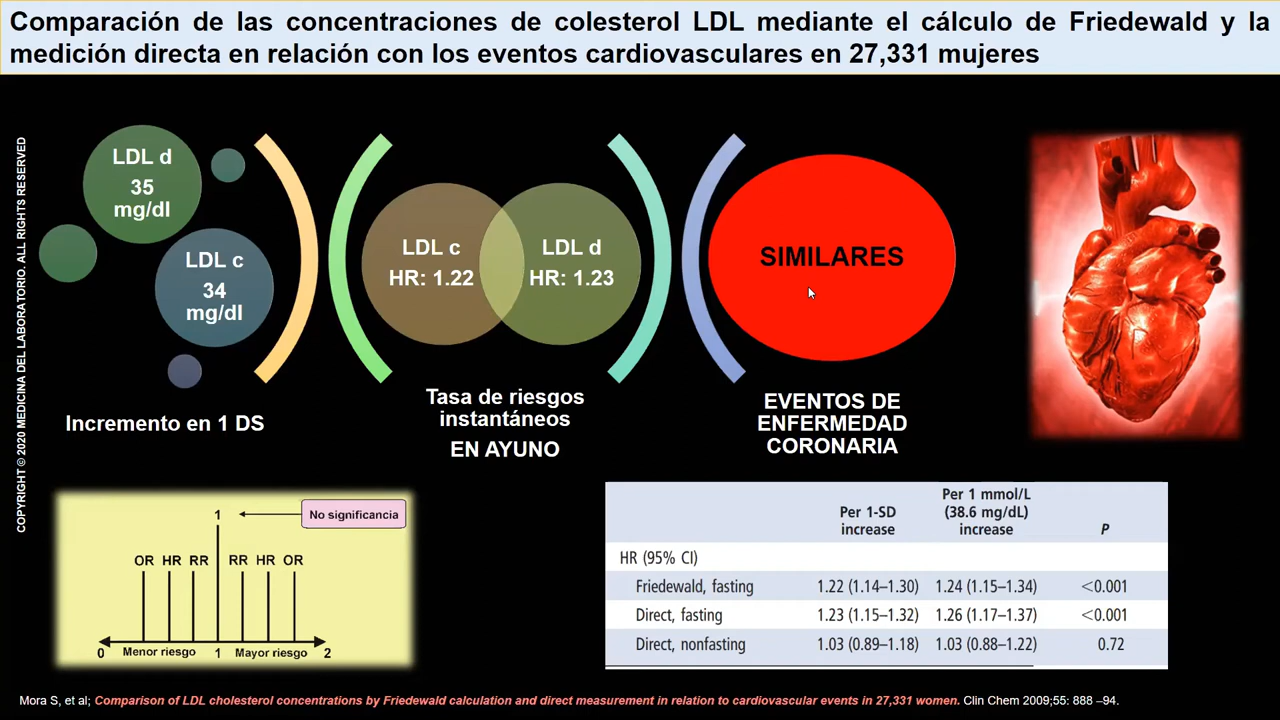 Comparación de las concentraciones de colesterol LDL mediante el cálculo de Friedewald y la
medición directa en relación con los eventos cardiovasculares en 27,331 mujeres
COPYRIGHT © 2020 MEDICINA DEL LABORATORIO. ALL RIGHTS RESERVED
LDL d
35
mg/dl
LDL c
34
mg/dl
Incremento en 1 DS
LDL c
HR: 1.22
LDL d
HR: 1.23
Tasa de riesgos
instantáneos
EN AYUNO
SIMILARES
EVENTOS DE
ENFERMEDAD
CORONARIA
1
No significancia
OR HR RR RR HR OR
0 Menor riesgo 1 Mayor riesgo 2
Per 1-SD
increase
Per 1 mmol/L
(38.6 mg/dL)
increase
P
HR (95% CI)
Friedewald, fasting 1.22 (1.14–1.30) 1.24 (1.15–1.34) <0.001
Direct, fasting 1.23 (1.15–1.32) 1.26 (1.17–1.37) <0.001
Direct, nonfasting 1.03 (0.89–1.18) 1.03 (0.88–1.22) 0.72
Mora S, et al; Comparison of LDL cholesterol concentrations by Friedewald calculation and direct measurement in relation to cardiovascular events in 27,331 women. Clin Chem 2009;55: 888 –94.